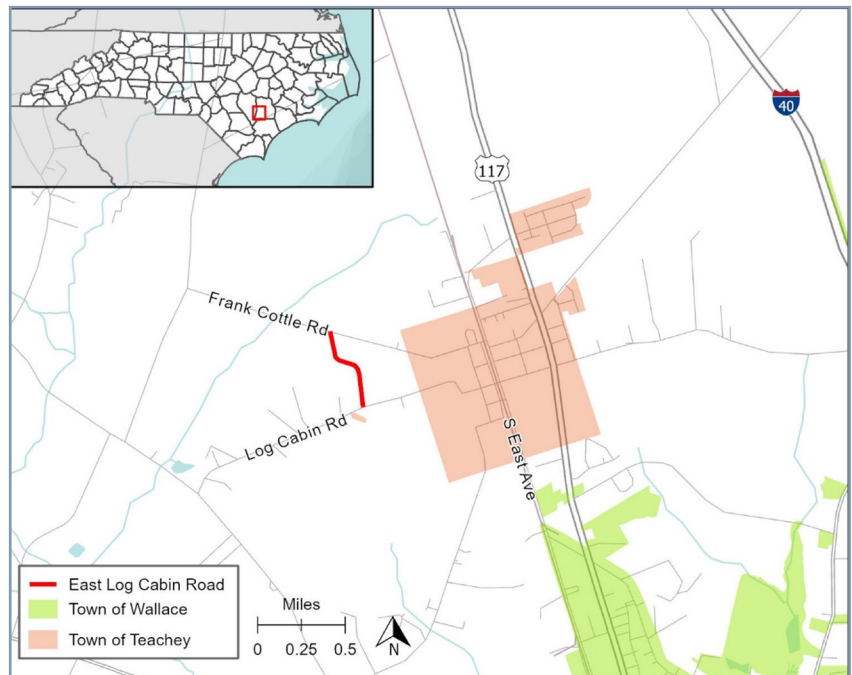 40
117
Frank Cottle Rd
Log Cabin Rd
S East Ave
East Log Cabin Road
Town of Wallace
Town of Teachey
Miles
0 0.25 0.5
N